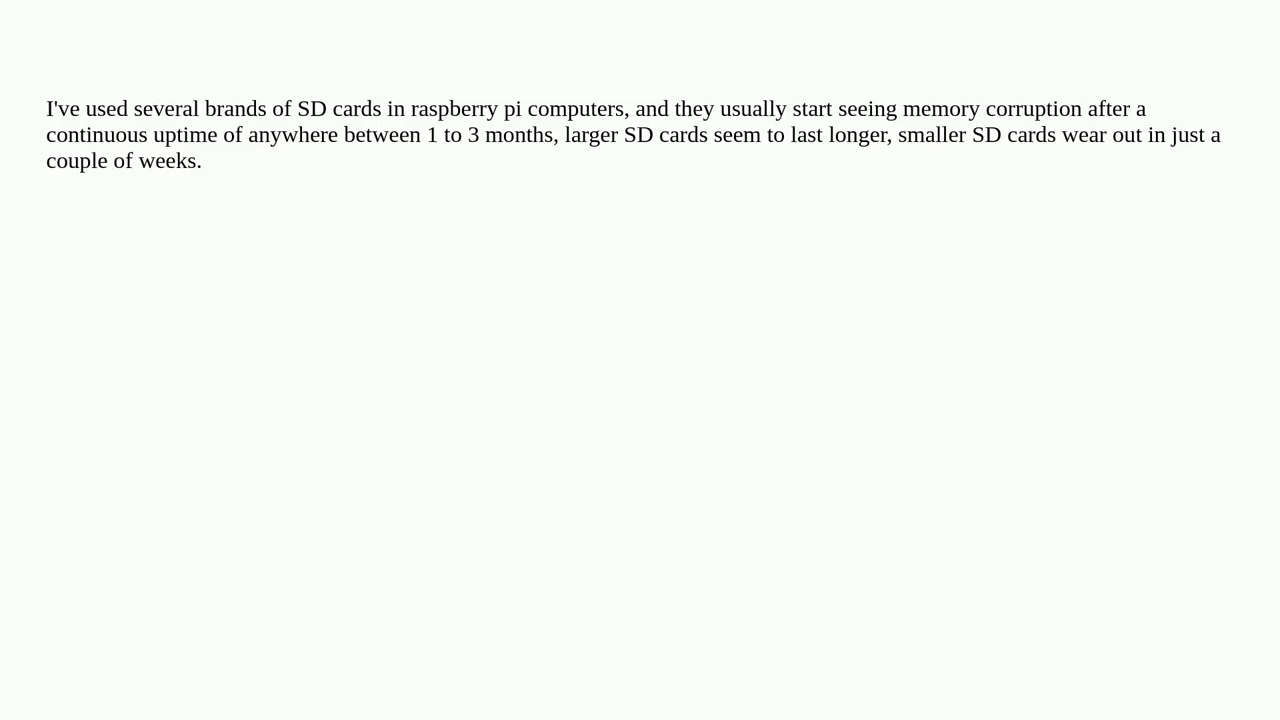 I've used several brands of SD cards in raspberry pi computers, and they usually start seeing memory corruption after a
continuous uptime of anywhere between 1 to 3 months, larger SD cards seem to last longer, smaller SD cards wear out in just a
couple of weeks.